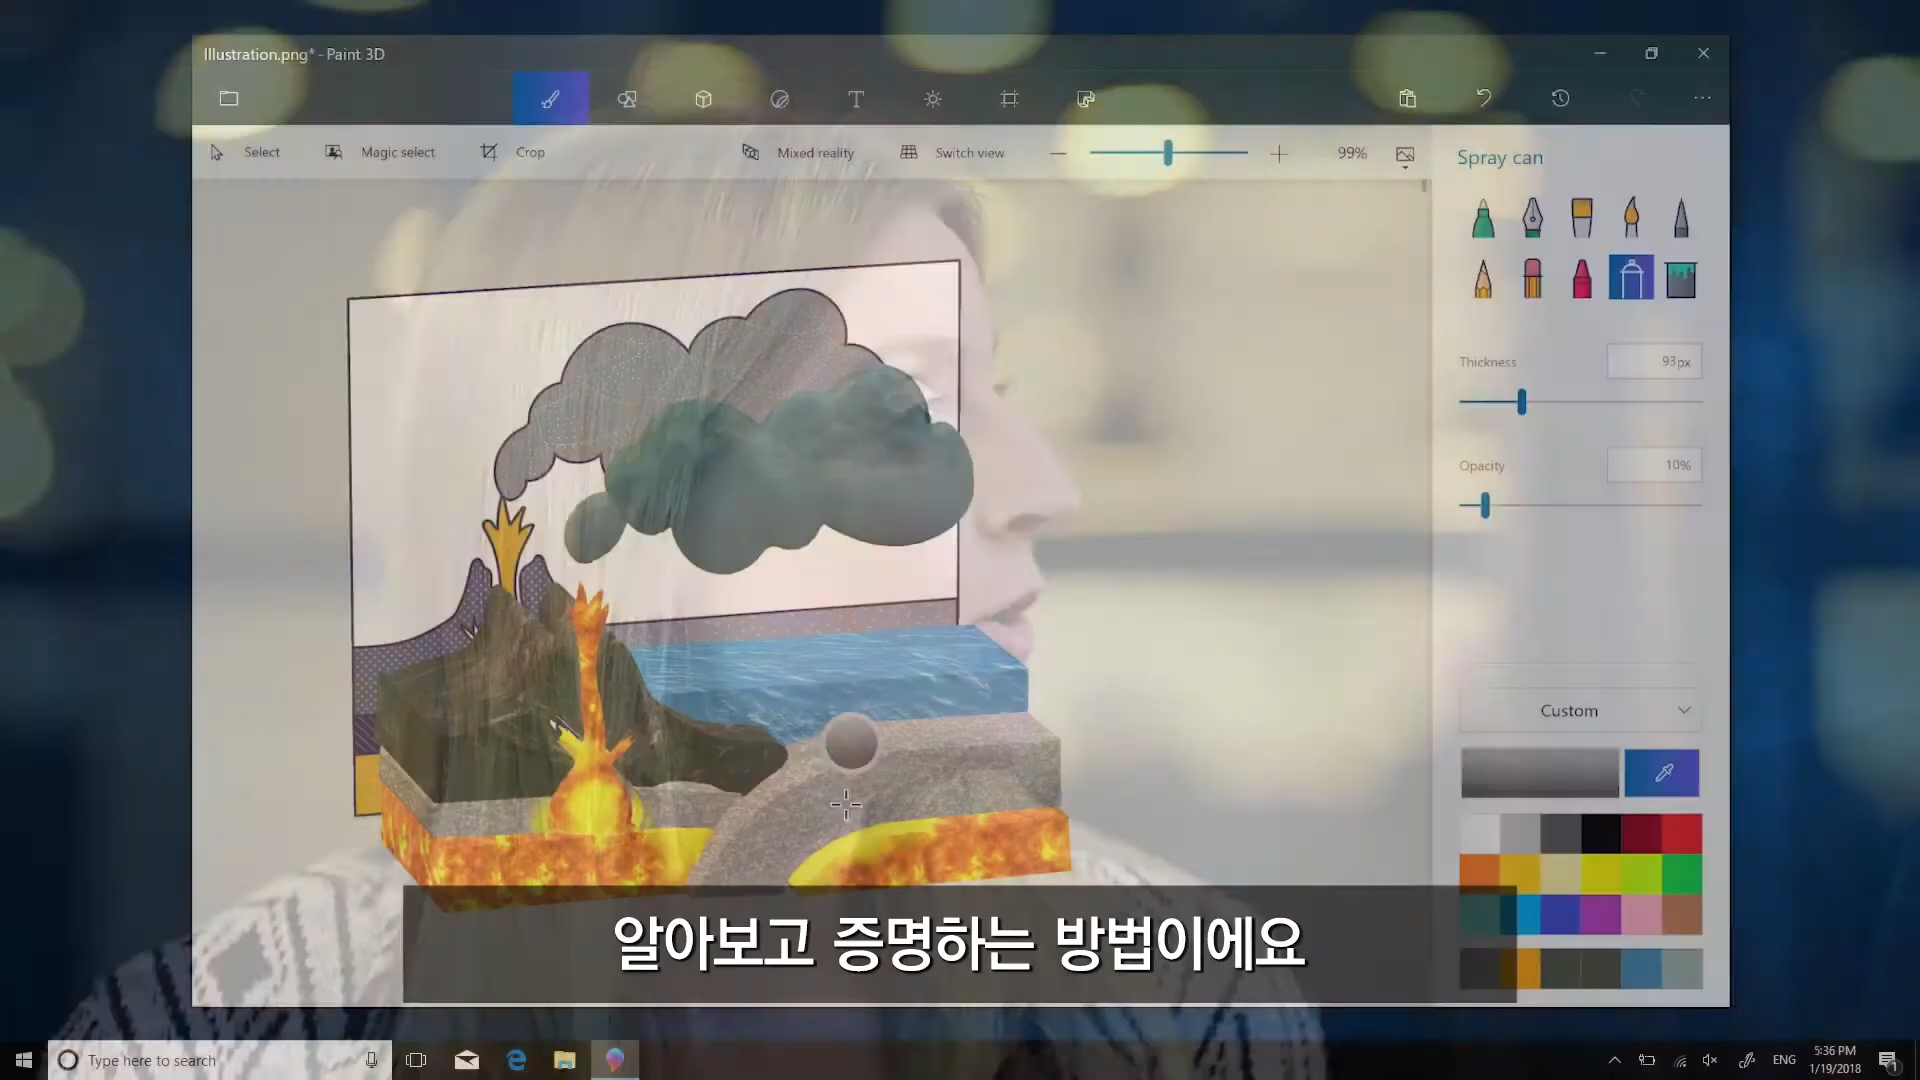 Illustration.png* - Paint 3D
Select
Magic select
Crop
Mixed reality
Switch view
99%
Spray can
Thickness
93px
Opacity
10%
Custom
알아보고 증명하는 방법이에요
Type here to search
ENG
5:36 PM
1/19/2018
1